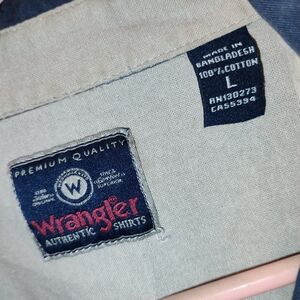 MADE IN
BANGLADESH
100% COTTON
L
RN130273
CA55394
PREMIUM QUALITY
W
Wrangler
AUTHENTIC SHIRTS